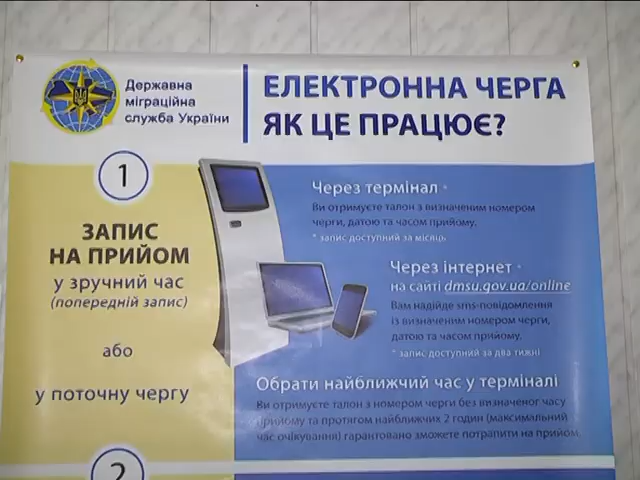 Державна
міграційна
служба України
ЕЛЕКТРОННА ЧЕРГА
ЯК ЦЕ ПРАЦЮЄ?
1
ЗАПИС
НА ПРИЙОМ
у зручний час
(попередній запис)
або
у поточну чергу
Через термінал *
Ви отримуєте талон з визначеним номером
черги, датою та часом прийому.
* запис доступний за місяць
Через інтернет *
на сайті dmsu.gov.ua/online
Вам надійде sms-повідомлення
із визначеним номером черги,
датою та часом прийому.
* запис доступний за два тижні
Обрати найближчий час у терміналі
Ви отримуєте талон з номером черги без визначеного часу
прийому та протягом найближчих 2 годин (максимальний
час очікування) гарантовано зможете потрапити на прийом.
2